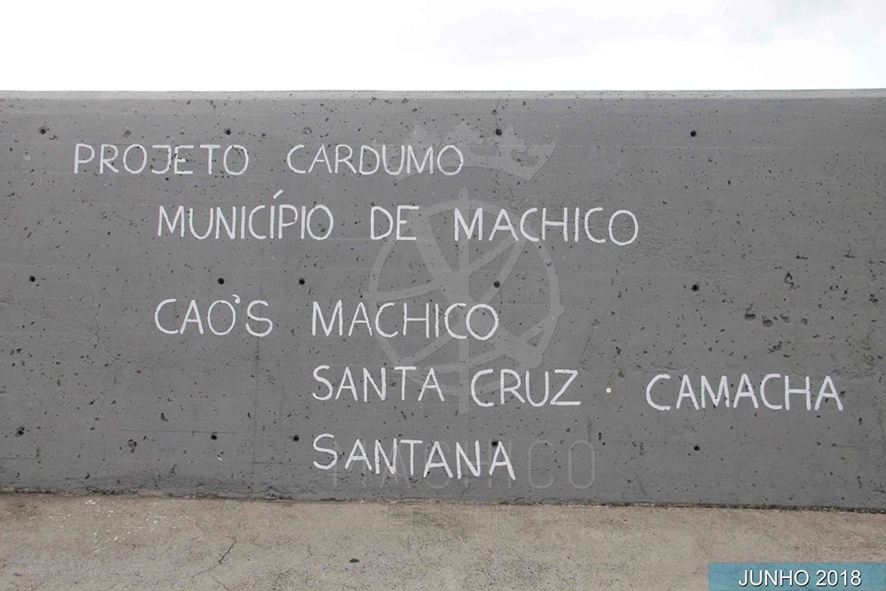 PROJETO CARDUMO
MUNICÍPIO DE MACHICO
CAO'S MACHICO
SANTA CRUZ · CAMACHA
SANTANA
JUNHO 2018